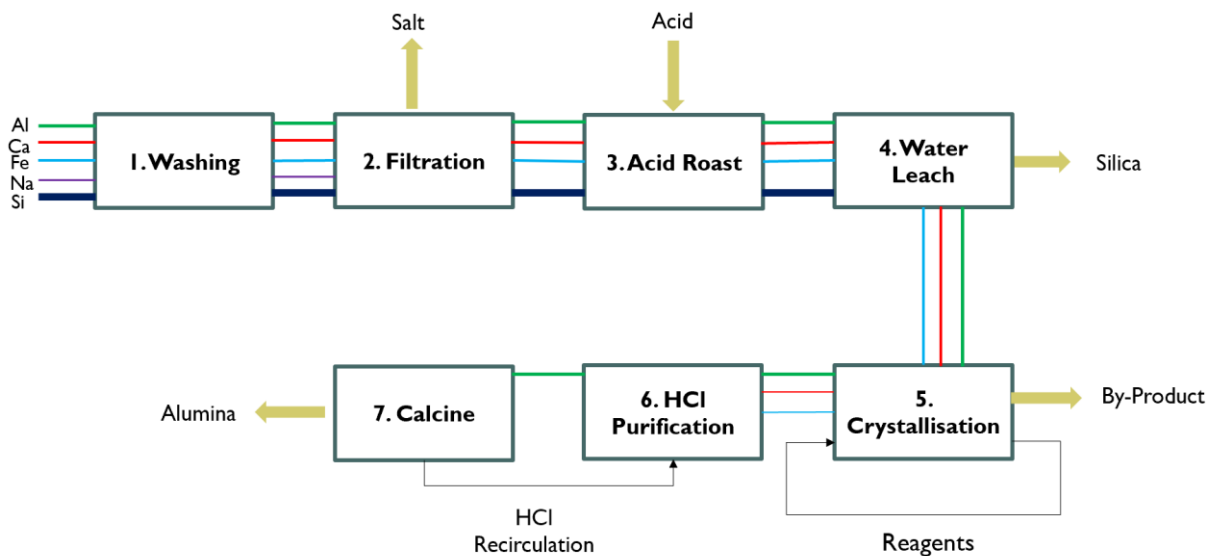 Salt
Acid
Al
Ca
Fe
Na
Si
1. Washing
2. Filtration
3. Acid Roast
4. Water
Leach
Silica
Alumina
7. Calcine
6. HCl
Purification
5.
Crystallisation
By-Product
HCl
Recirculation
Reagents